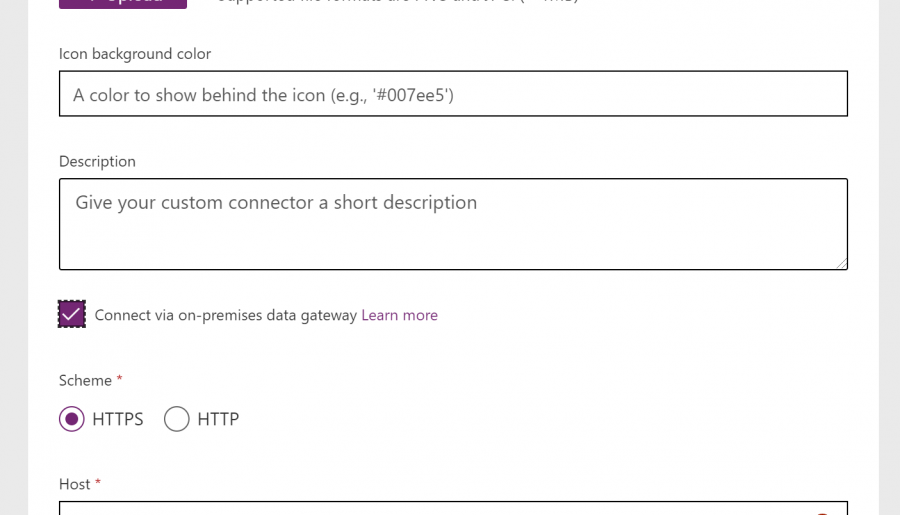 Icon background color
A color to show behind the icon (e.g., '#007ee5')
Description
Give your custom connector a short description
Connect via on-premises data gateway Learn more
Scheme *
HTTPS HTTP
Host *